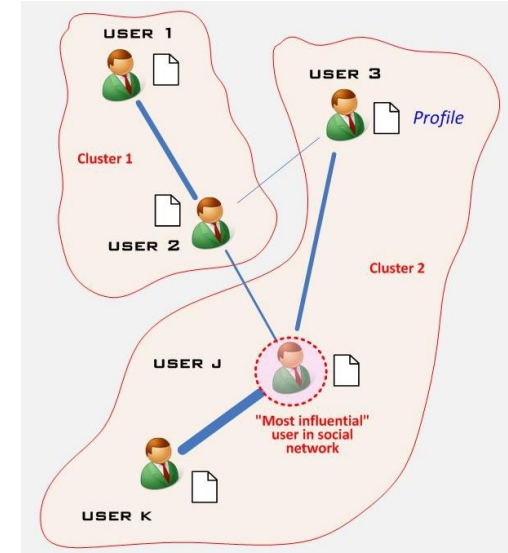 USER 1
USER 3
Profile
Cluster 1
USER 2
Cluster 2
USER J
"Most influential"
user in social
network
USER K